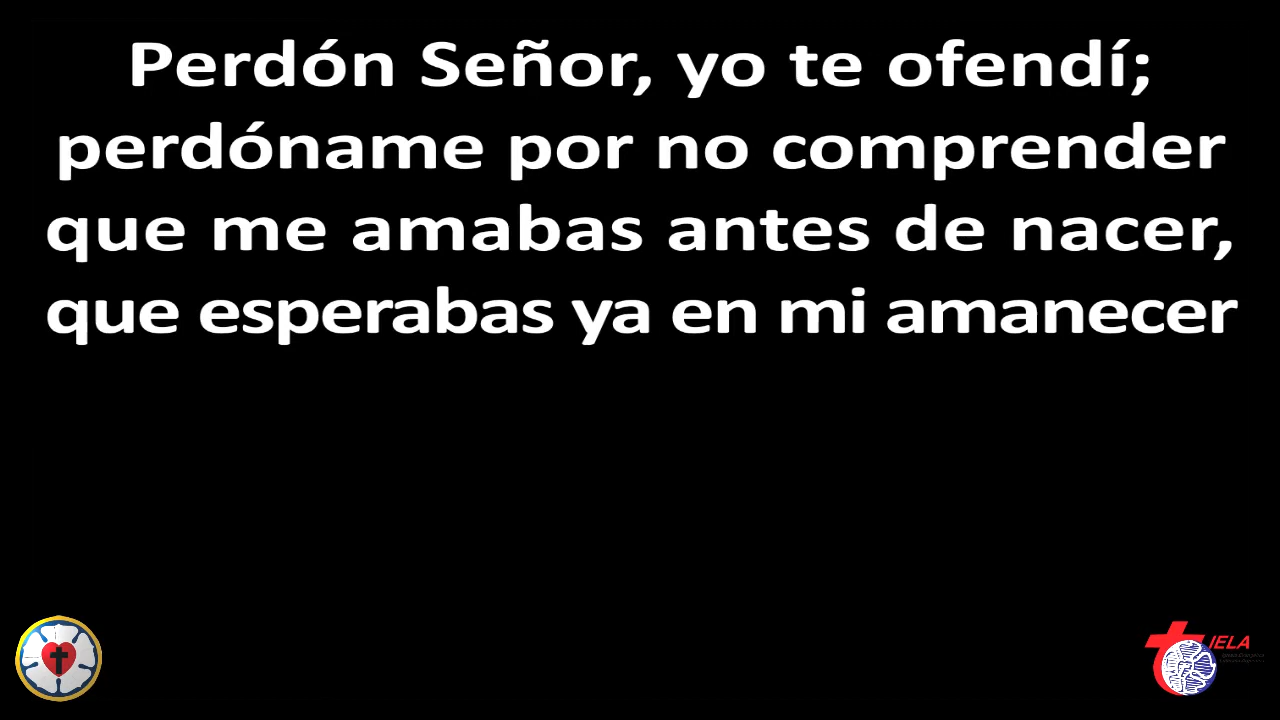 Perdón Señor, yo te ofendí;
perdóname por no comprender
que me amabas antes de nacer,
que esperabas ya en mi amanecer
IELA